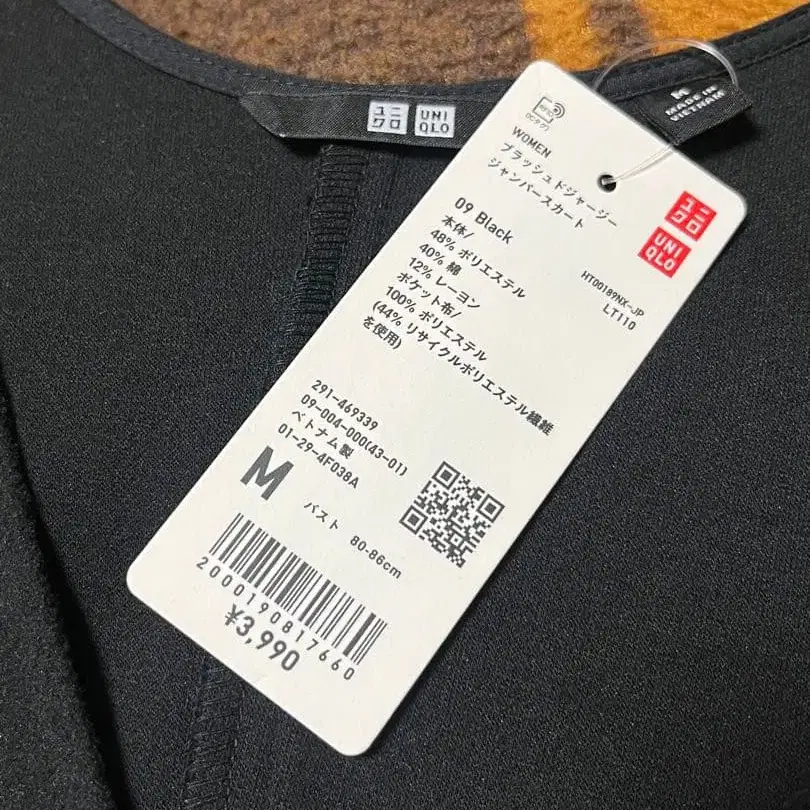 ユニ
クロ
UNI
QLO
M
MADE IN
VIETNAM
RFID
WOMEN
ブラッシュドジャージー
ジャンパースカート
ユニ
クロ
UNI
QLO
09 Black
本体/
48% ポリエステル
40% 綿
12% レーヨン
ポケット布/
100% ポリエステル
(44% リサイクルポリエステル繊維
を使用)
HT00189NX-JP
LT110
291-469339
09-004-000(43-01)
ベトナム製
01-29-4F038A
M
バスト 80-86cm
2000190817660
¥3,990